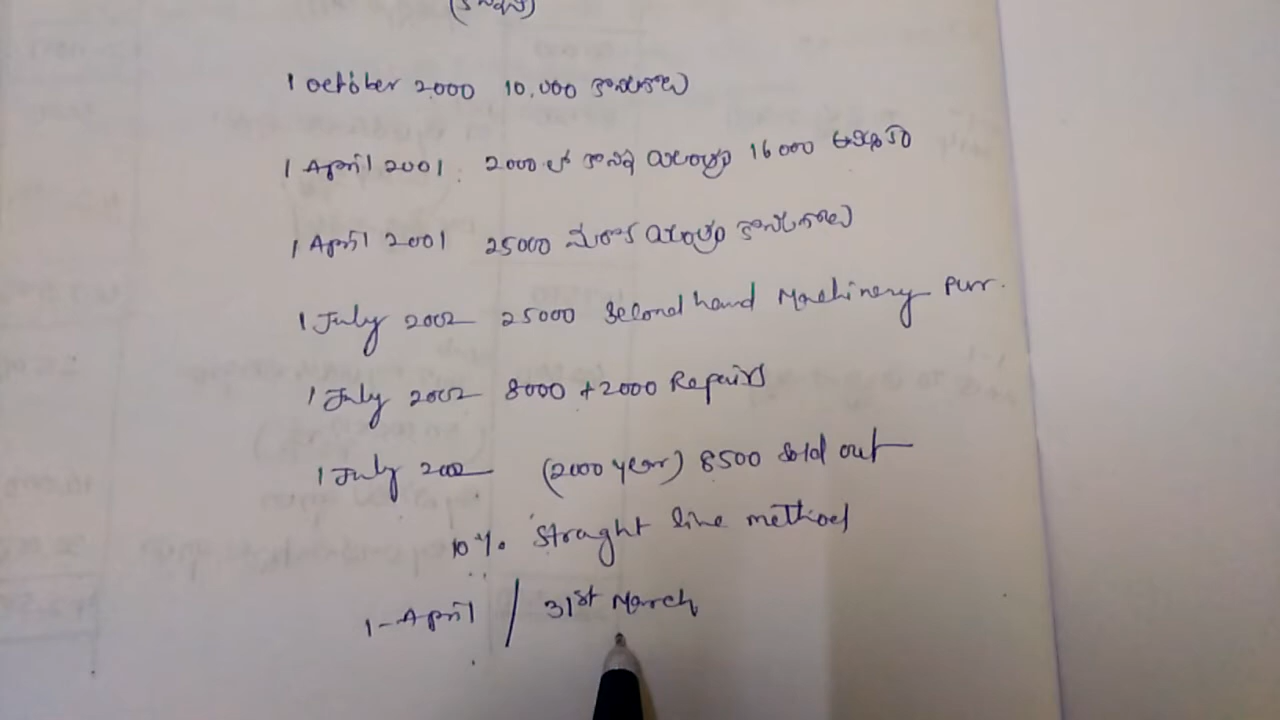 1 October 2000 10,000 కొనుగోలు
1 April 2001 2000 లో కొన్న యంత్రం 16000 అమ్మకం
1 April 2001 25000 మరొక యంత్రం కొనుగోలు
1 July 2002 25000 Second hand Machinery purr.
1 July 2002 8000 + 2000 Repairs
1 July 2002 (2000 year) 8500 Sold out
10%. Straght line method
1-April / 31st March